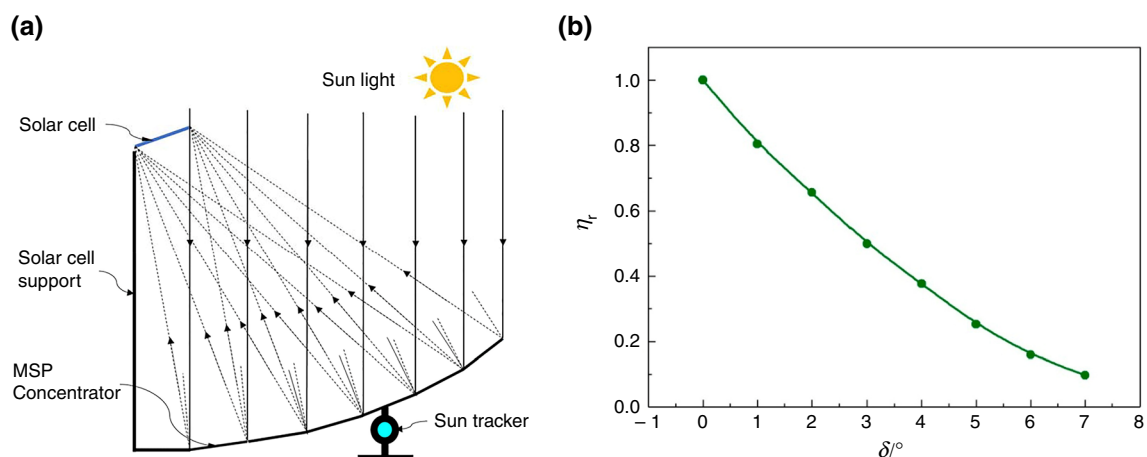 (a)
Sun light
Solar cell
Solar cell
support
MSP
Concentrator
Sun tracker
(b)
1.0
0.8
0.6
0.4
0.2
0.0
ηr
−1 0 1 2 3 4 5 6 7 8
δ/°